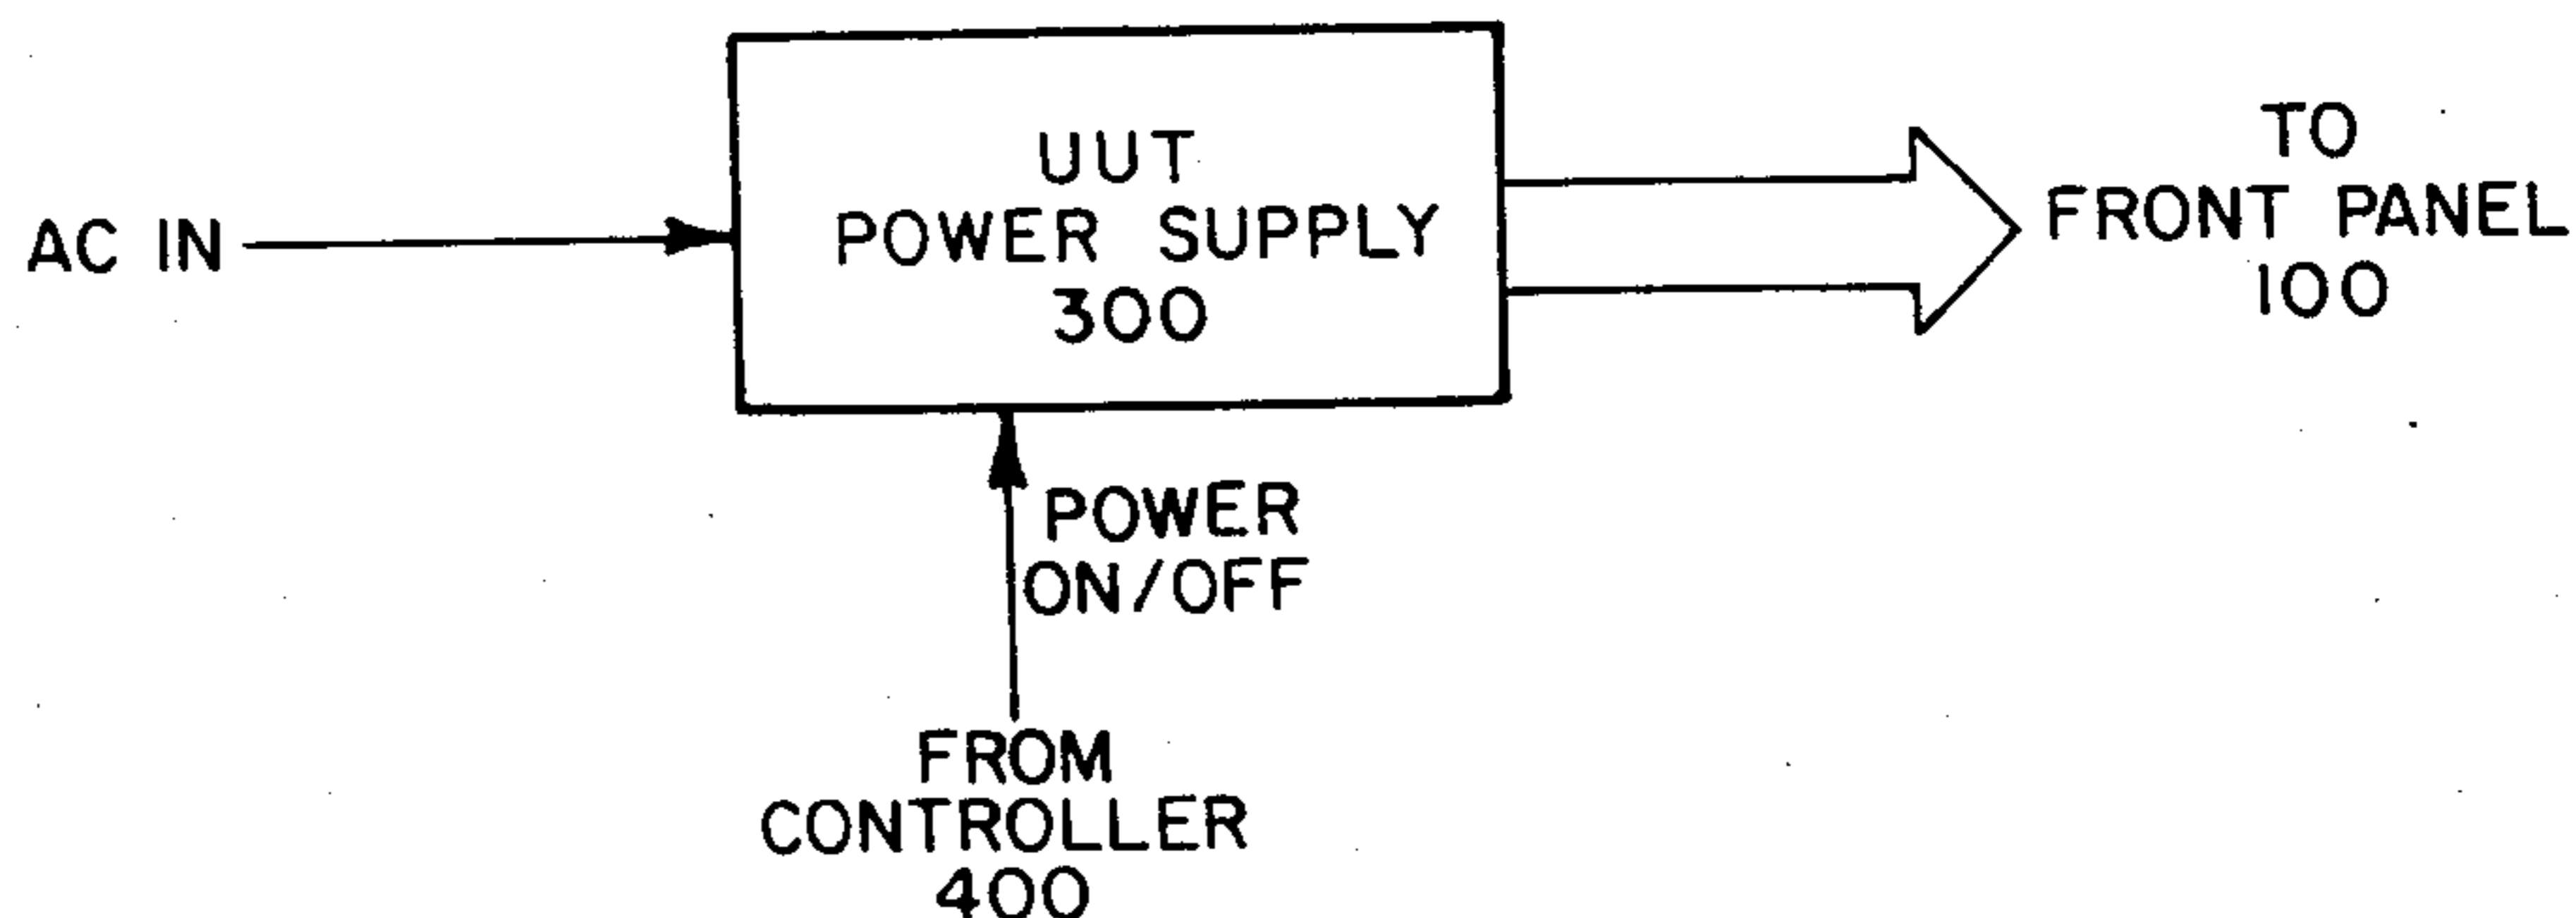 AC IN
UUT
POWER SUPPLY
300
TO
FRONT PANEL
100
POWER
ON/OFF
FROM
CONTROLLER
400